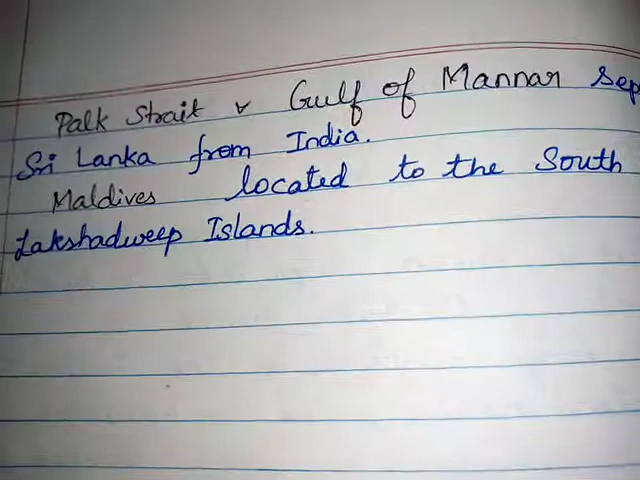 Palk Strait v Gulf of Mannar Sep
Sri Lanka from India.
Maldives located to the South
Lakshadweep Islands.